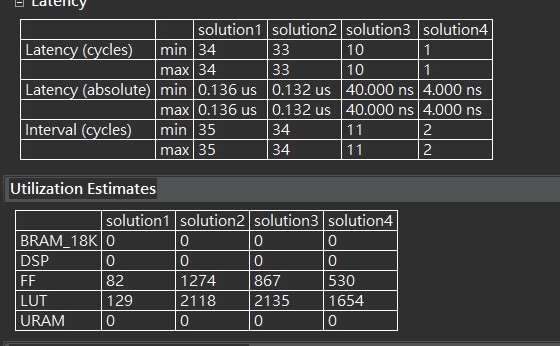 Latency
solution1 solution2 solution3 solution4
Latency (cycles) min 34 33 10 1
max 34 33 10 1
Latency (absolute) min 0.136 us 0.132 us 40.000 ns 4.000 ns
max 0.136 us 0.132 us 40.000 ns 4.000 ns
Interval (cycles) min 35 34 11 2
max 35 34 11 2
Utilization Estimates
solution1 solution2 solution3 solution4
BRAM_18K 0 0 0 0
DSP 0 0 0 0
FF 82 1274 867 530
LUT 129 2118 2135 1654
URAM 0 0 0 0